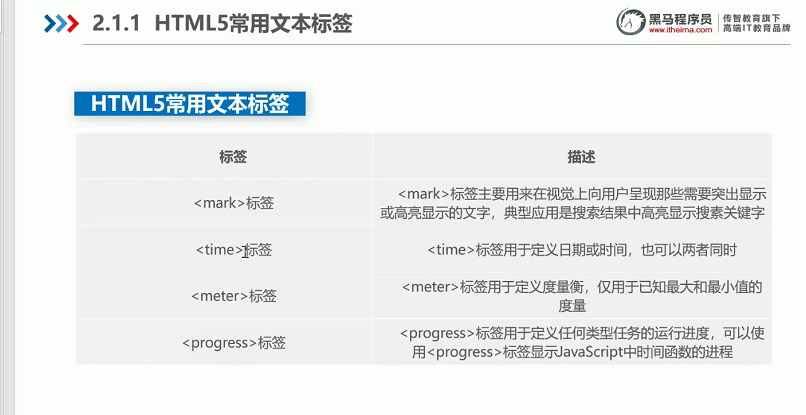 2.1.1 HTML5常用文本标签
黑马程序员
www.itheima.com
传智教育旗下
高端IT教育品牌
HTML5常用文本标签
标签
描述
<mark>标签
<mark>标签主要用来在视觉上向用户呈现那些需要突出显示
或高亮显示的文字，典型应用是搜索结果中高亮显示搜素关键字
<time>标签
<time>标签用于定义日期或时间，也可以两者同时
<meter>标签
<meter>标签用于定义度量衡，仅用于已知最大和最小值的
度量
<progress>标签
<progress>标签用于定义任何类型任务的运行进度，可以使
用<progress>标签显示JavaScript中时间函数的进程